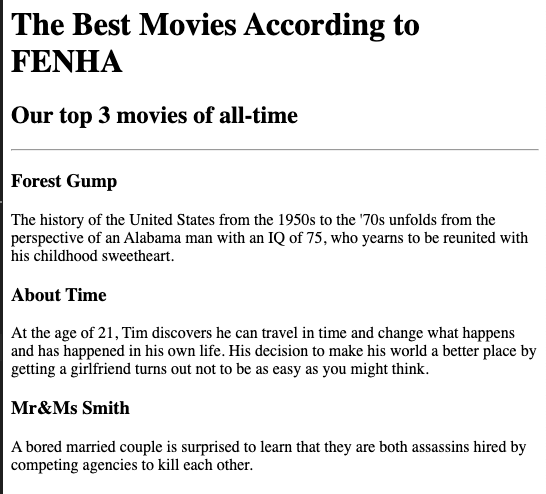 The Best Movies According to
FENHA
Our top 3 movies of all-time
Forest Gump
The history of the United States from the 1950s to the '70s unfolds from the
perspective of an Alabama man with an IQ of 75, who yearns to be reunited with
his childhood sweetheart.
About Time
At the age of 21, Tim discovers he can travel in time and change what happens
and has happened in his own life. His decision to make his world a better place by
getting a girlfriend turns out not to be as easy as you might think.
Mr&Ms Smith
A bored married couple is surprised to learn that they are both assassins hired by
competing agencies to kill each other.